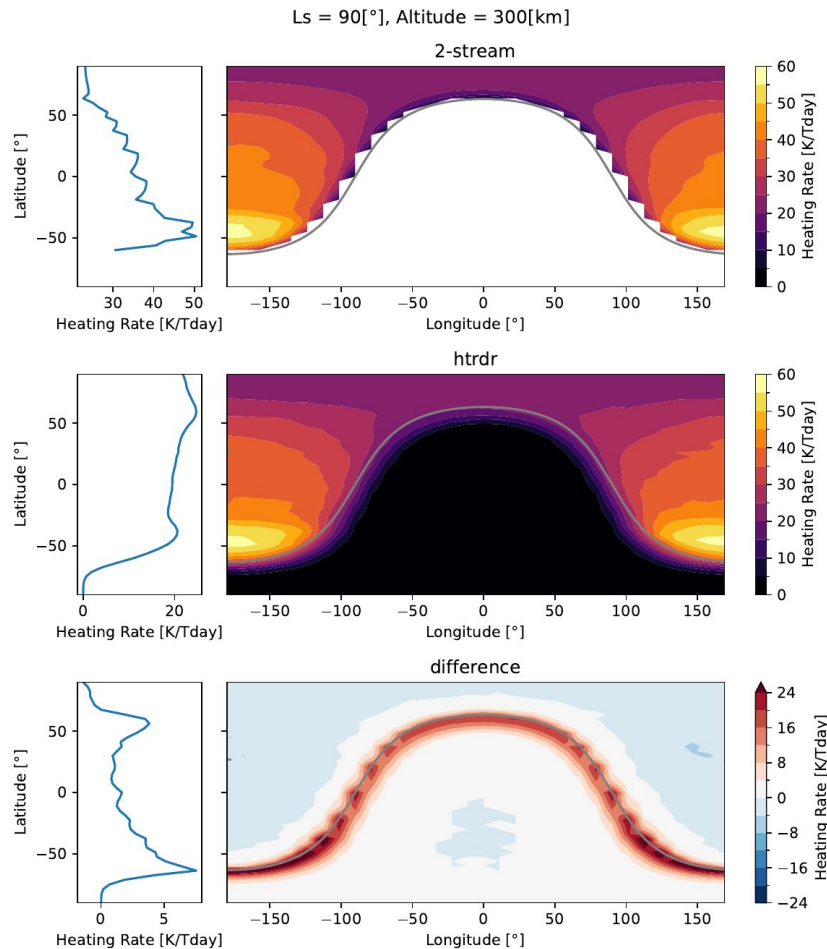 Ls = 90[°], Altitude = 300[km]
2-stream
Latitude [°]
50
0
−50
30 40 50
Heating Rate [K/Tday]
−150 −100 −50 0 50 100 150
Longitude [°]
60
50
40
30
20
10
0
Heating Rate [K/Tday]
htrdr
Latitude [°]
50
0
−50
0 20
Heating Rate [K/Tday]
Latitude [°]
−150 −100 −50 0 50 100 150
Longitude [°]
60
50
40
30
20
10
0
Heating Rate [K/Tday]
difference
Latitude [°]
50
0
−50
0 5
Heating Rate [K/Tday]
Latitude [°]
−150 −100 −50 0 50 100 150
Longitude [°]
24
16
8
0
−8
−16
−24
Heating Rate [K/Tday]